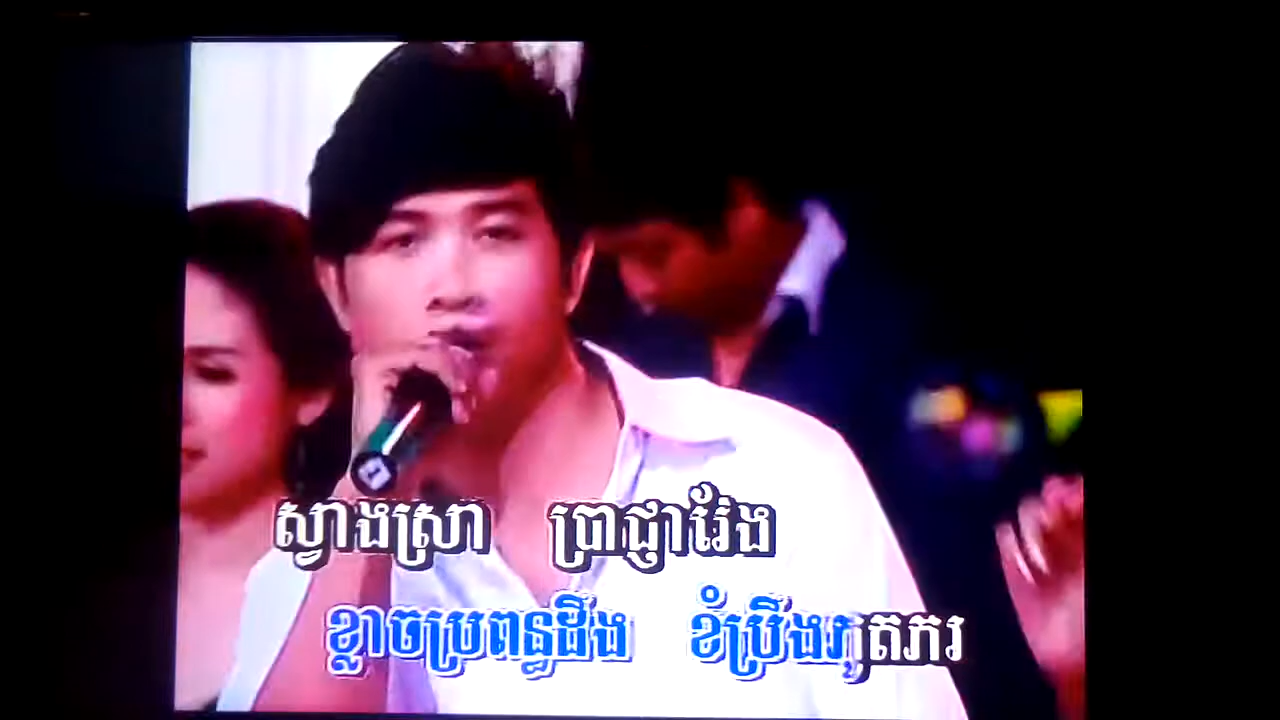 ស្វាងស្រា ប្រាជ្ញារ៉ែង
ខ្លាចប្រពន្ធដឹង ខំប្រឹងភូតភរ